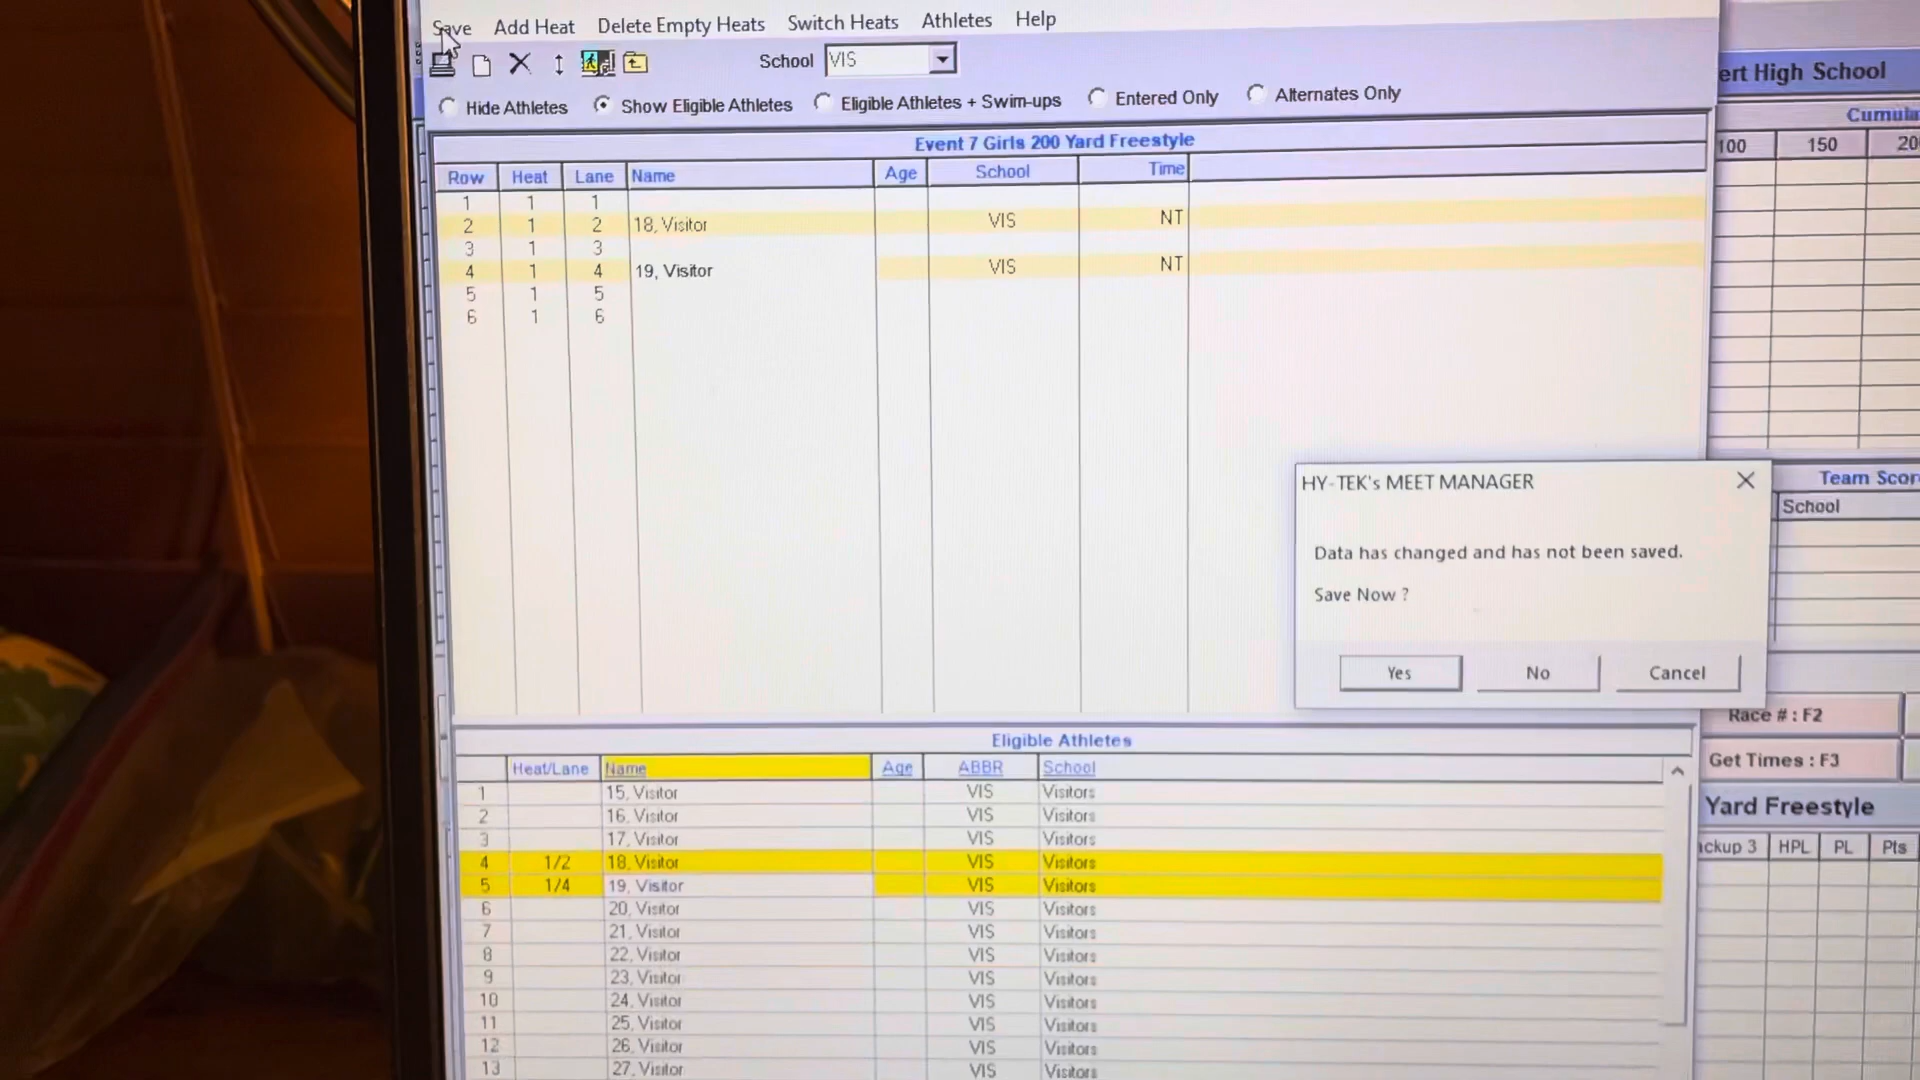 Save Add Heat Delete Empty Heats Switch Heats Athletes Help
School VIS
Hide Athletes Show Eligible Athletes Eligible Athletes + Swim-ups Entered Only Alternates Only
Event 7 Girls 200 Yard Freestyle
Row Heat Lane Name Age School Time
1 1 1
2 1 2 18, Visitor VIS NT
3 1 3
4 1 4 19, Visitor VIS NT
5 1 5
6 1 6
HY-TEK's MEET MANAGER
Data has changed and has not been saved.
Save Now ?
Yes No Cancel
Eligible Athletes
Heat/Lane Name Age ABBR School
1 15, Visitor VIS Visitors
2 16, Visitor VIS Visitors
3 17, Visitor VIS Visitors
4 1/2 18, Visitor VIS Visitors
5 1/4 19, Visitor VIS Visitors
6 20, Visitor VIS Visitors
7 21, Visitor VIS Visitors
8 22, Visitor VIS Visitors
9 23, Visitor VIS Visitors
10 24, Visitor VIS Visitors
11 25, Visitor VIS Visitors
12 26, Visitor VIS Visitors
13 27, Visitor VIS Visitors
High School
100 150
Team
School
Race # : F2
Get Times : F3
Yard Freestyle
3 HPL PL Pts